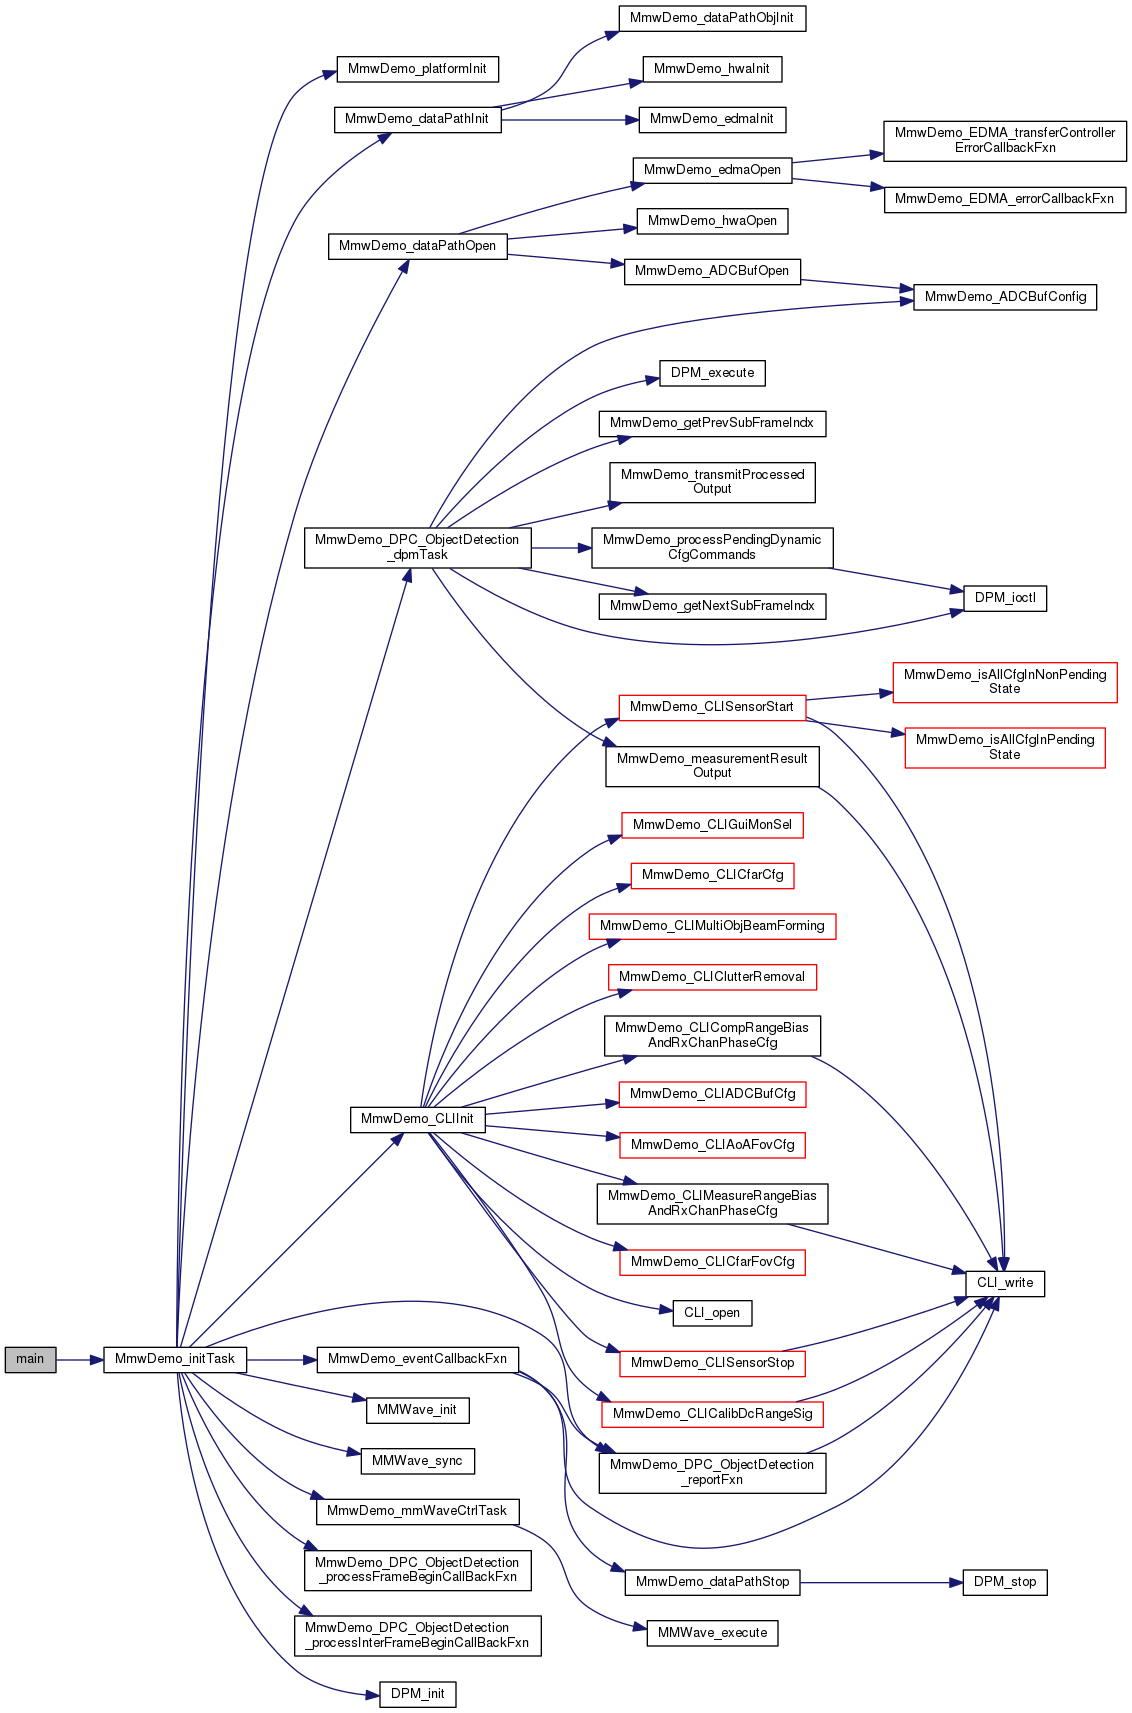 MmwDemo_dataPathObjInit
MmwDemo_platformInit
MmwDemo_hwaInit
MmwDemo_dataPathInit
MmwDemo_edmaInit
MmwDemo_EDMA_transferController
ErrorCallbackFxn
MmwDemo_edmaOpen
MmwDemo_EDMA_errorCallbackFxn
MmwDemo_hwaOpen
MmwDemo_dataPathOpen
MmwDemo_ADCBufOpen
MmwDemo_ADCBufConfig
DPM_execute
MmwDemo_getPrevSubFrameIndx
MmwDemo_transmitProcessed
Output
MmwDemo_DPC_ObjectDetection
_dpmTask
MmwDemo_processPendingDynamic
CfgCommands
DPM_ioctl
MmwDemo_getNextSubFrameIndx
MmwDemo_isAllCfgInNonPending
State
MmwDemo_CLISensorStart
MmwDemo_isAllCfgInPending
State
MmwDemo_measurementResult
Output
MmwDemo_CLIGuiMonSel
MmwDemo_CLICfarCfg
MmwDemo_CLIMultiObjBeamForming
MmwDemo_CLIClutterRemoval
MmwDemo_CLICompRangeBias
AndRxChanPhaseCfg
MmwDemo_CLIADCBufCfg
MmwDemo_CLIInit
MmwDemo_CLIAoAFovCfg
MmwDemo_CLIMeasureRangeBias
AndRxChanPhaseCfg
MmwDemo_CLICfarFovCfg
CLI_write
CLI_open
main
MmwDemo_initTask
MmwDemo_eventCallbackFxn
MmwDemo_CLISensorStop
MMWave_init
MmwDemo_CLICalibDcRangeSig
MMWave_sync
MmwDemo_DPC_ObjectDetection
_reportFxn
MmwDemo_mmWaveCtrlTask
MmwDemo_DPC_ObjectDetection
_processFrameBeginCallBackFxn
MmwDemo_dataPathStop
DPM_stop
MmwDemo_DPC_ObjectDetection
_processInterFrameBeginCallBackFxn
MMWave_execute
DPM_init